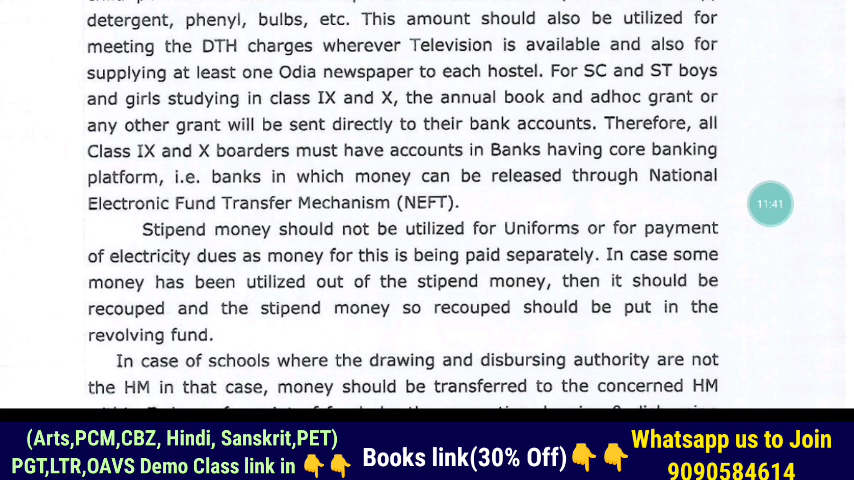 detergent, phenyl, bulbs, etc. This amount should also be utilized for
meeting the DTH charges wherever Television is available and also for
supplying at least one Odia newspaper to each hostel. For SC and ST boys
and girls studying in class IX and X, the annual book and adhoc grant or
any other grant will be sent directly to their bank accounts. Therefore, all
Class IX and X boarders must have accounts in Banks having core banking
platform, i.e. banks in which money can be released through National
Electronic Fund Transfer Mechanism (NEFT).
11:41
Stipend money should not be utilized for Uniforms or for payment
of electricity dues as money for this is being paid separately. In case some
money has been utilized out of the stipend money, then it should be
recouped and the stipend money so recouped should be put in the
revolving fund.
In case of schools where the drawing and disbursing authority are not
the HM in that case, money should be transferred to the concerned HM
(Arts,PCM,CBZ, Hindi, Sanskrit,PET)
PGT,LTR,OAVS Demo Class link in 👇👇
Books link(30% Off)👇👇
Whatsapp us to Join
9090584614